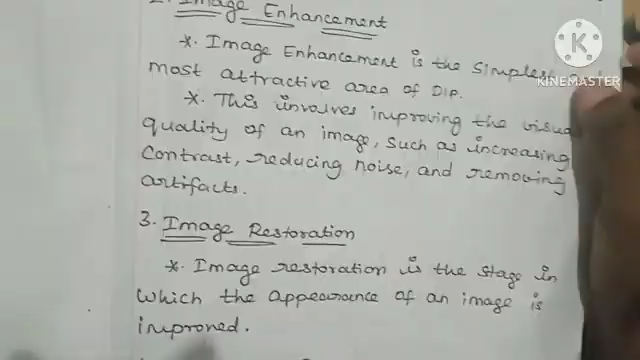 2. Image Enhancement
*. Image Enhancement is the Simplest
most attractive area of DIP.
*. This involves improving the visual
quality of an image, such as increasing
Contrast, reducing noise, and removing
artifacts.
3. Image Restoration
*. Image restoration is the stage in
which the appearance of an image is
improned.
KINEMASTER